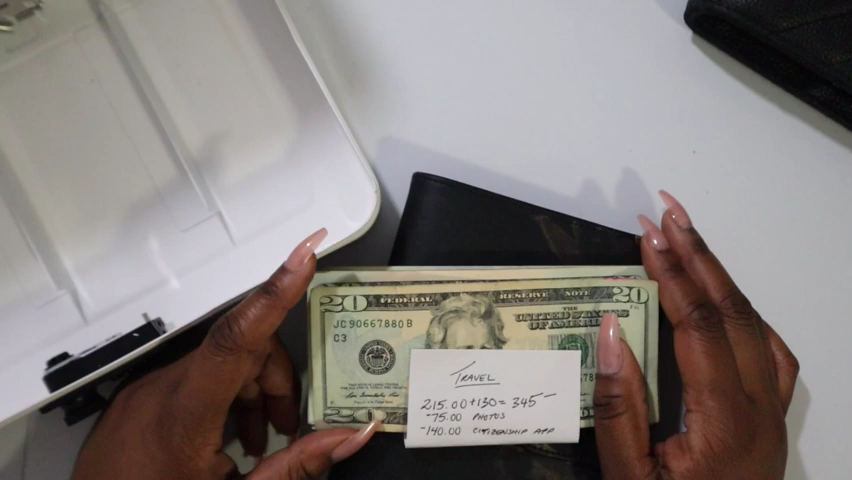 20 FEDERAL RESERVE NOTE 20
THE
UNITED STATES
OF AMERICA
JC 90667880 B
C3
20
TRAVEL
215.00+130= 345-
-75.00 PHOTOS
-140.00 CITIZENSHIP APP